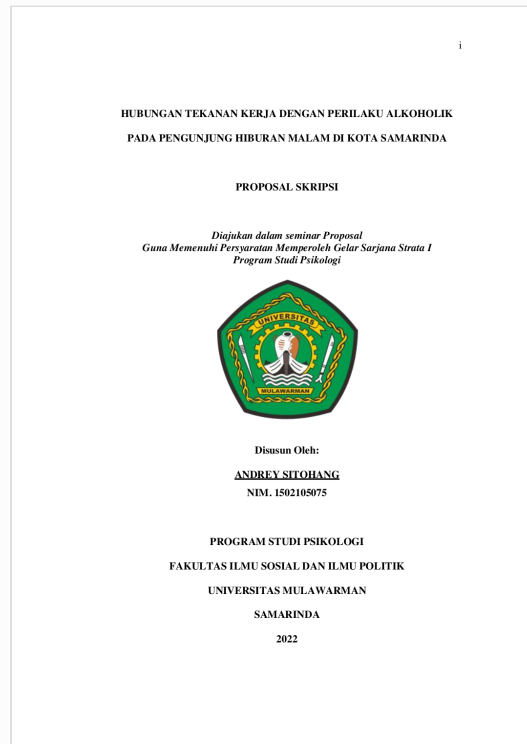 i
HUBUNGAN TEKANAN KERJA DENGAN PERILAKU ALKOHOLIK
PADA PENGUNJUNG HIBURAN MALAM DI KOTA SAMARINDA
PROPOSAL SKRIPSI
Diajukan dalam seminar Proposal
Guna Memenuhi Persyaratan Memperoleh Gelar Sarjana Strata I
Program Studi Psikologi
UNIVERSITAS
MULAWARMAN
Disusun Oleh:
ANDREY SITOHANG
NIM. 1502105075
PROGRAM STUDI PSIKOLOGI
FAKULTAS ILMU SOSIAL DAN ILMU POLITIK
UNIVERSITAS MULAWARMAN
SAMARINDA
2022